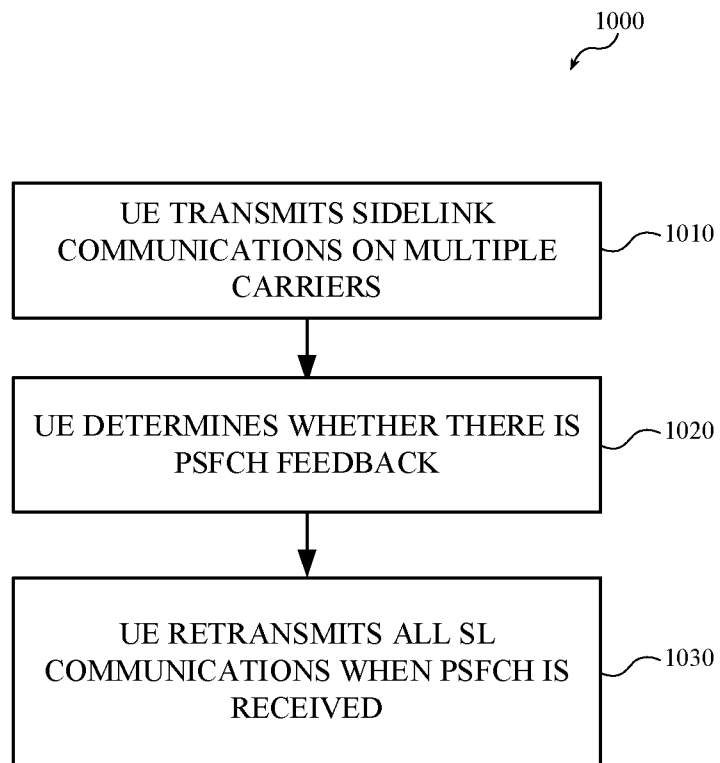 1000
UE TRANSMITS SIDELINK
COMMUNICATIONS ON MULTIPLE
CARRIERS
1010
UE DETERMINES WHETHER THERE IS
PSFCH FEEDBACK
1020
UE RETRANSMITS ALL SL
COMMUNICATIONS WHEN PSFCH IS
RECEIVED
1030